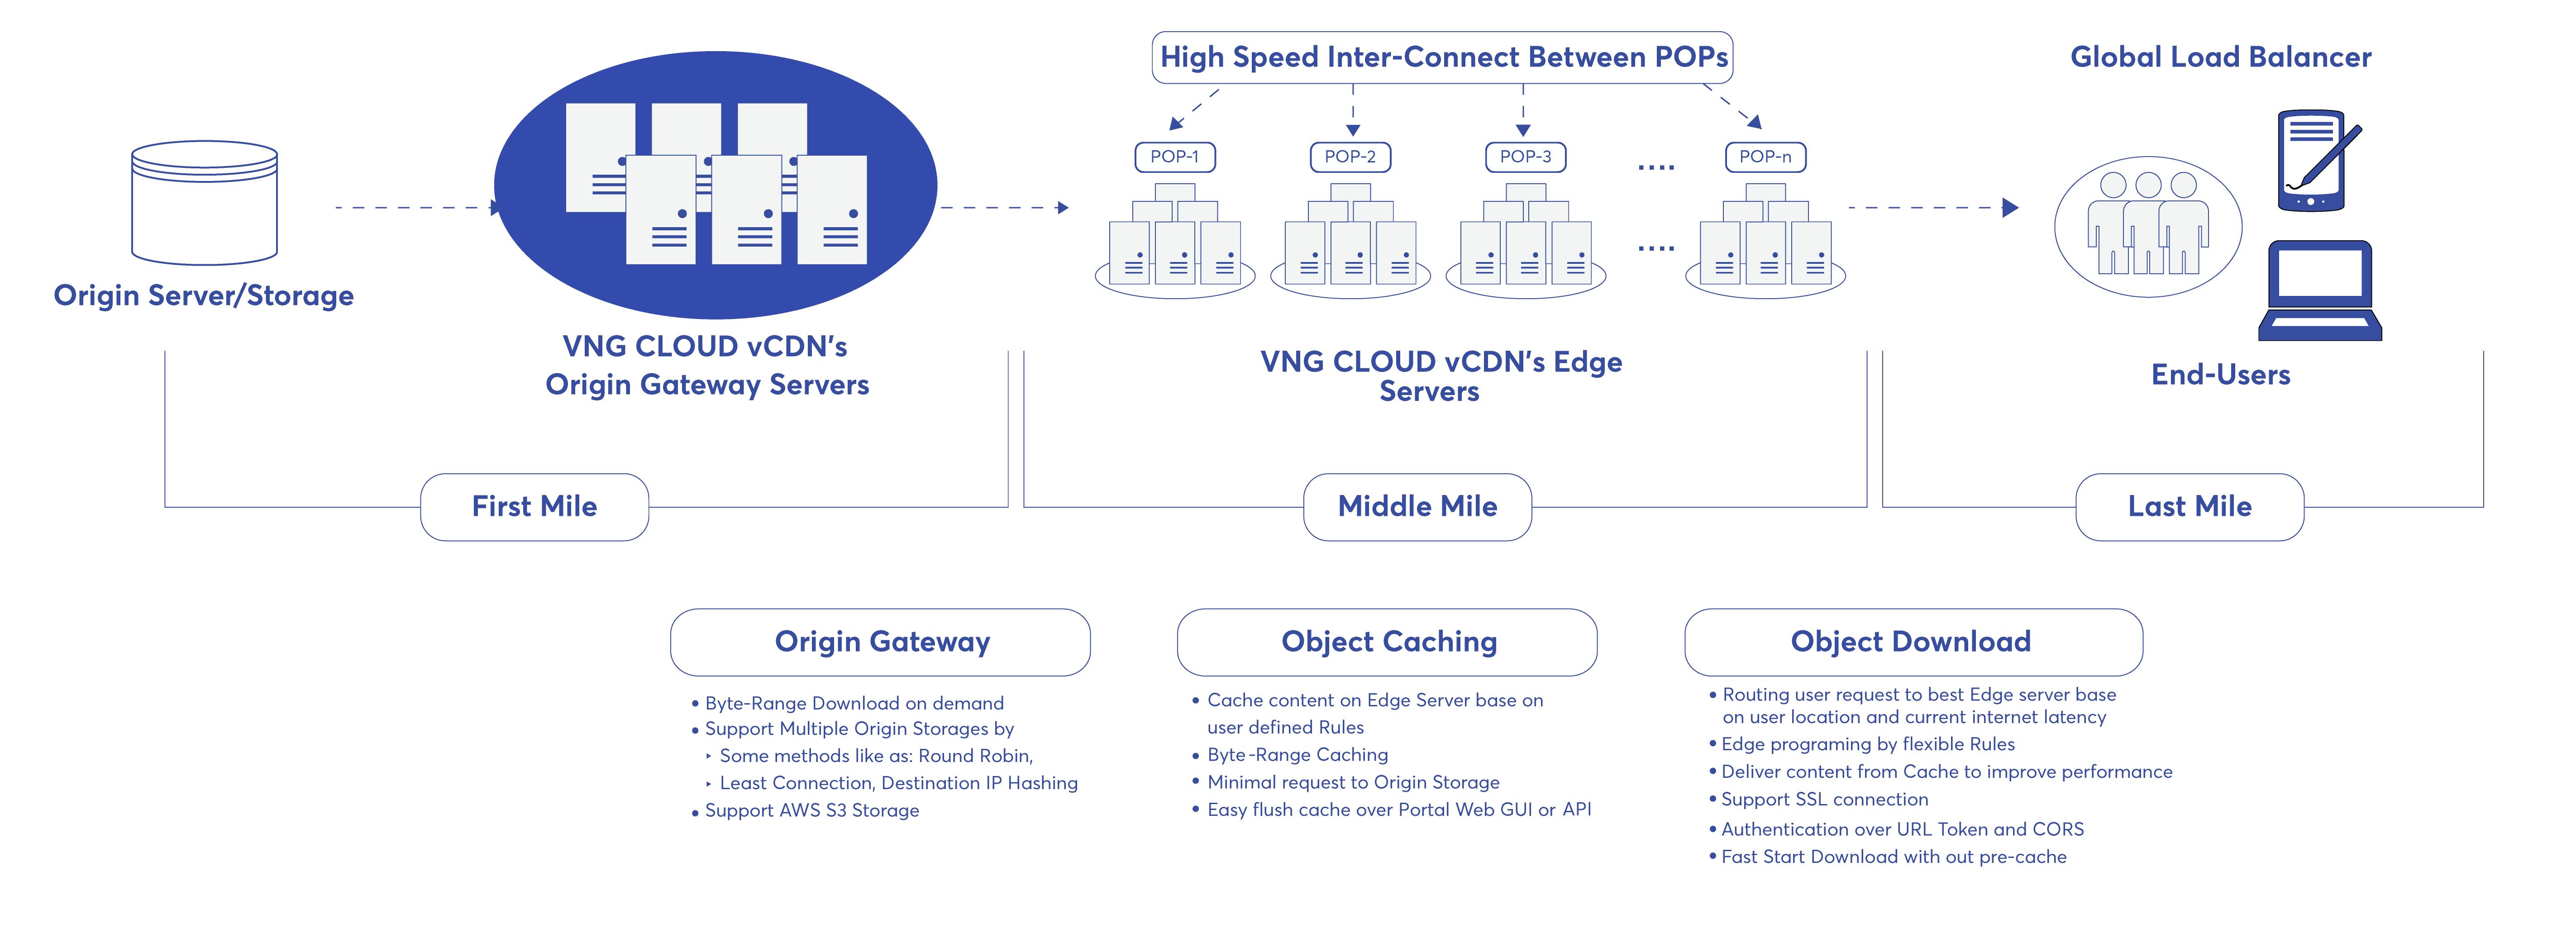 High Speed Inter-Connect Between POPs
Global Load Balancer
POP-1
POP-2
POP-3
....
POP-n
....
Origin Server/Storage
VNG CLOUD vCDN's
Origin Gateway Servers
VNG CLOUD vCDN's Edge
Servers
End-Users
First Mile
Middle Mile
Last Mile
Origin Gateway
• Byte-Range Download on demand
• Support Multiple Origin Storages by
‣ Some methods like as: Round Robin,
‣ Least Connection, Destination IP Hashing
• Support AWS S3 Storage
Object Caching
• Cache content on Edge Server base on
user defined Rules
• Byte-Range Caching
• Minimal request to Origin Storage
• Easy flush cache over Portal Web GUI or API
Object Download
• Routing user request to best Edge server base
on user location and current internet latency
• Edge programing by flexible Rules
• Deliver content from Cache to improve performance
• Support SSL connection
• Authentication over URL Token and CORS
• Fast Start Download with out pre-cache